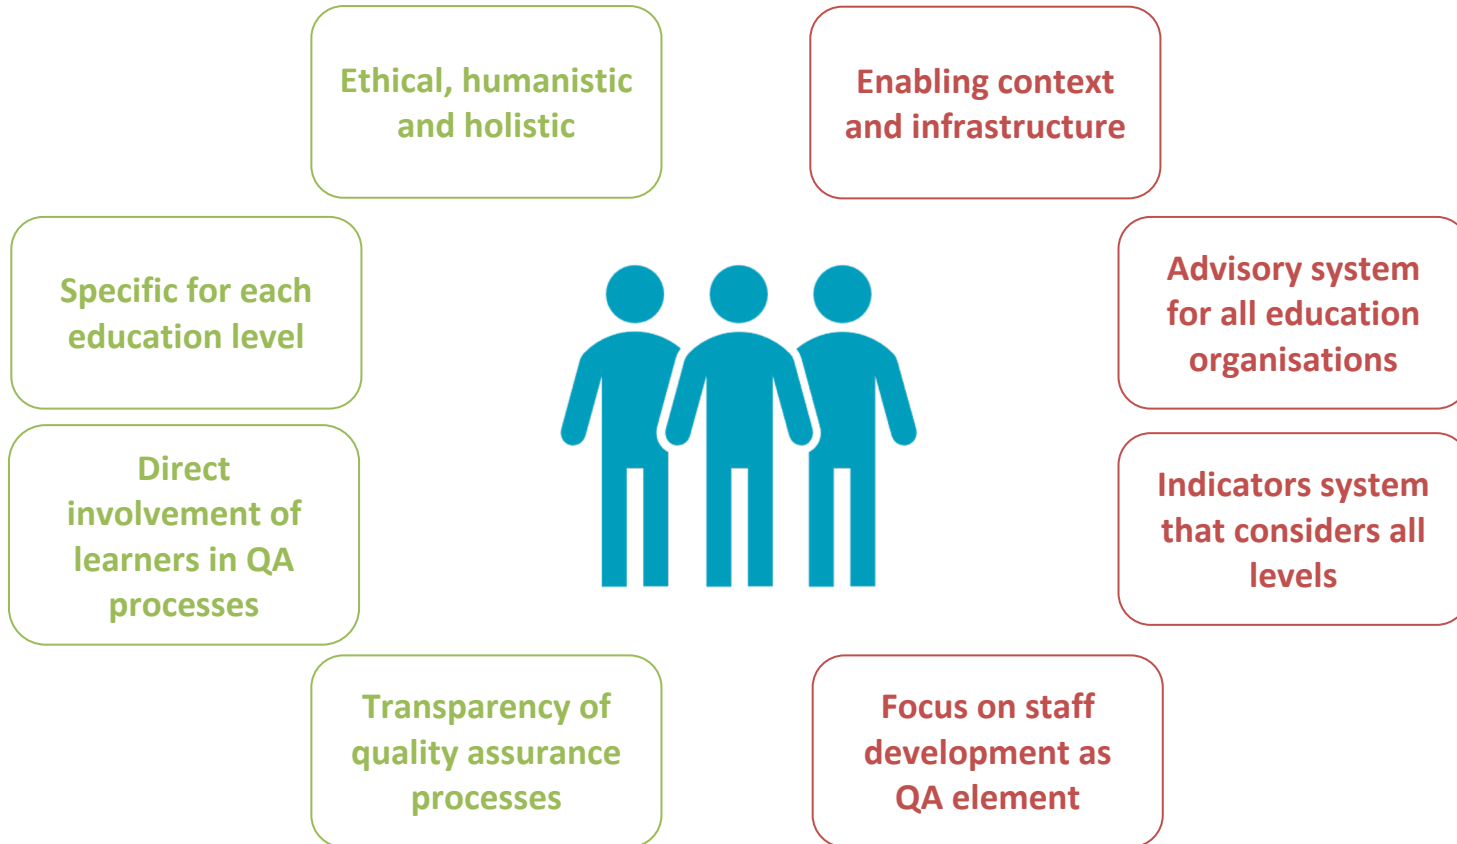 Ethical, humanistic
and holistic
Enabling context
and infrastructure
Specific for each
education level
Advisory system
for all education
organisations
Direct
involvement of
learners in QA
processes
Indicators system
that considers all
levels
Transparency of
quality assurance
processes
Focus on staff
development as
QA element